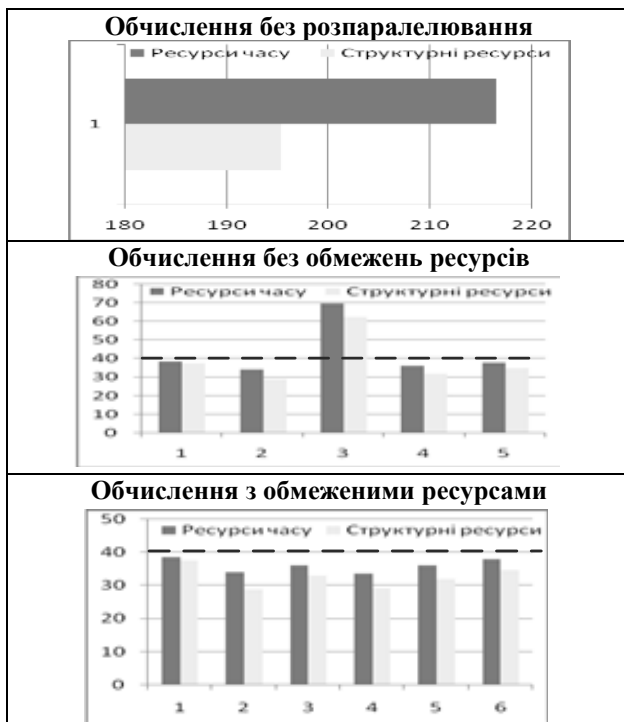 Обчислення без розпаралелювання
Ресурси часу Структурні ресурси
1
180 190 200 210 220
Обчислення без обмежень ресурсів
Ресурси часу Структурні ресурси
80
70
60
50
40
30
20
10
0
1 2 3 4 5
Обчислення з обмеженими ресурсами
Ресурси часу Структурні ресурси
50
40
30
20
10
0
1 2 3 4 5 6